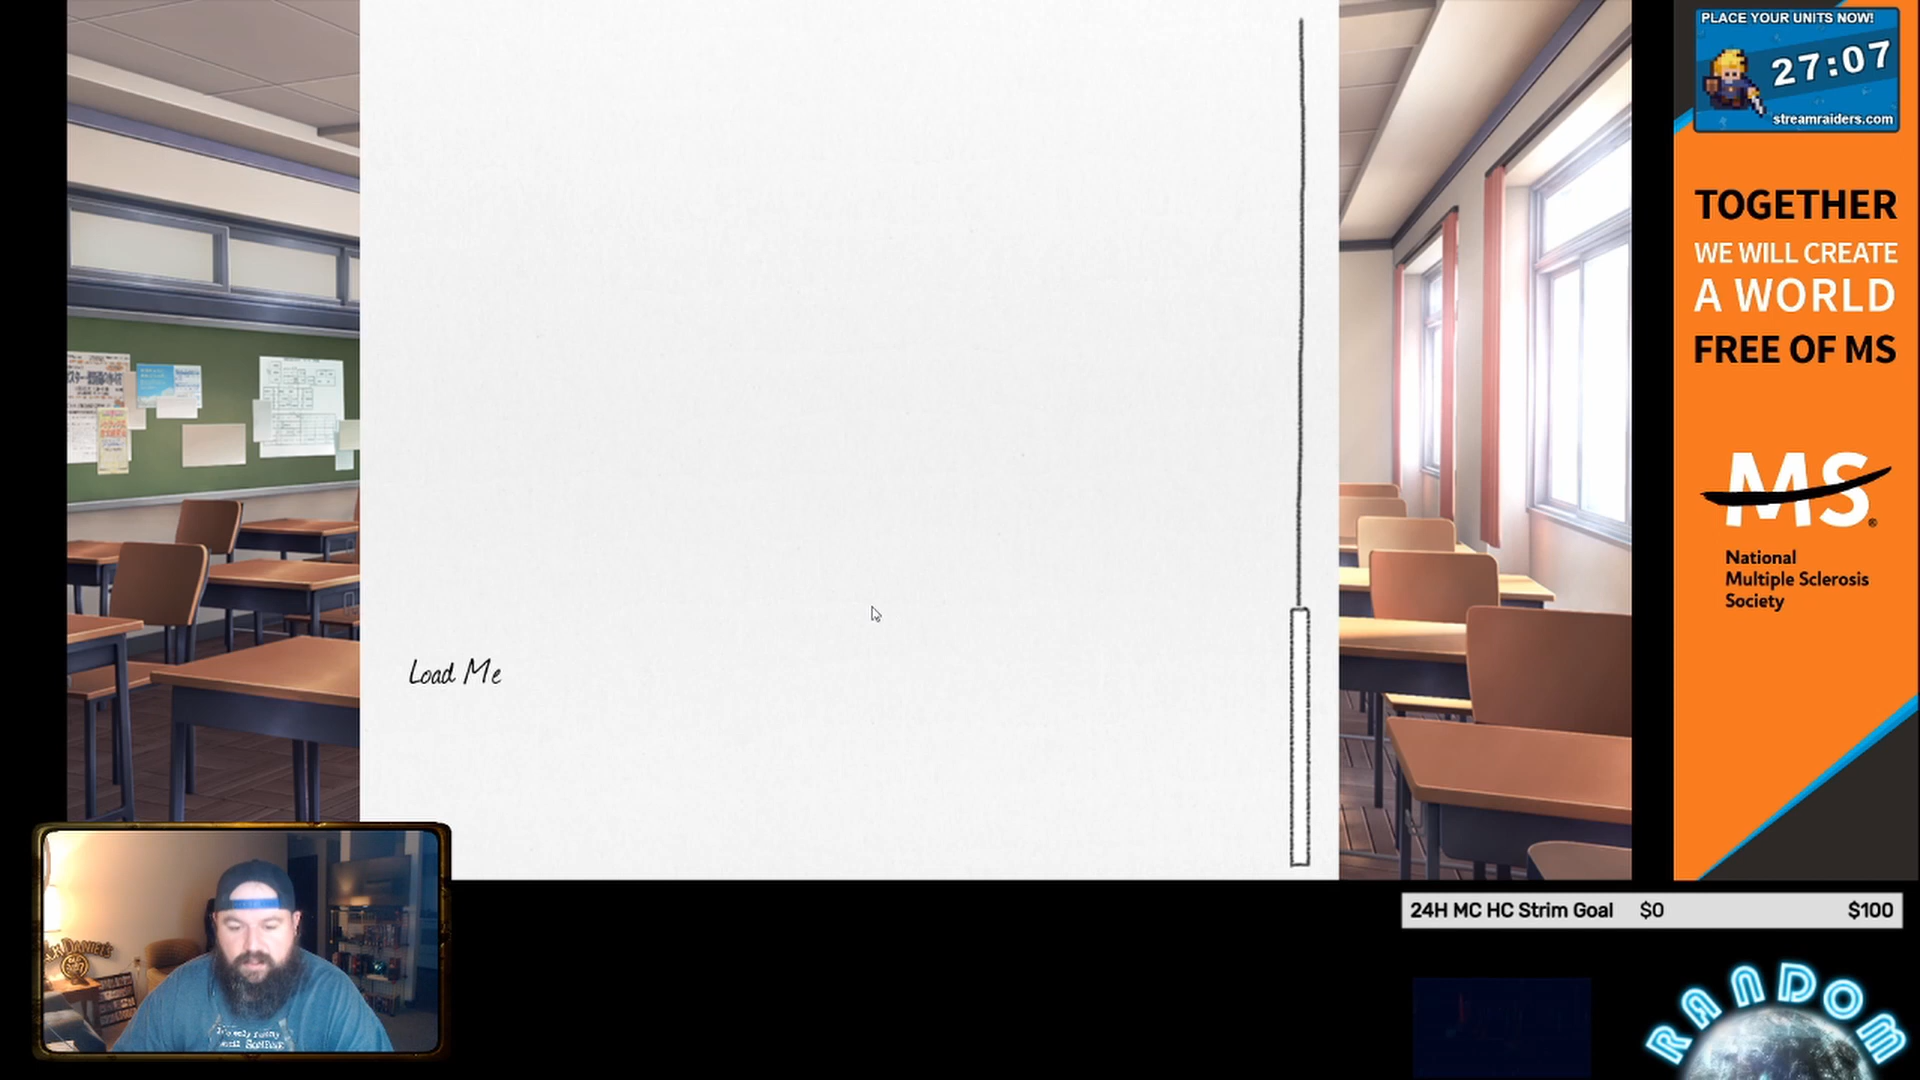 PLACE YOUR UNITS NOW!
27:07
streamraiders.com
TOGETHER
WE WILL CREATE
A WORLD
FREE OF MS
MS®
National
Multiple Sclerosis
Society
Load Me
24H MC HC Strim Goal $0 $100
RANDOM